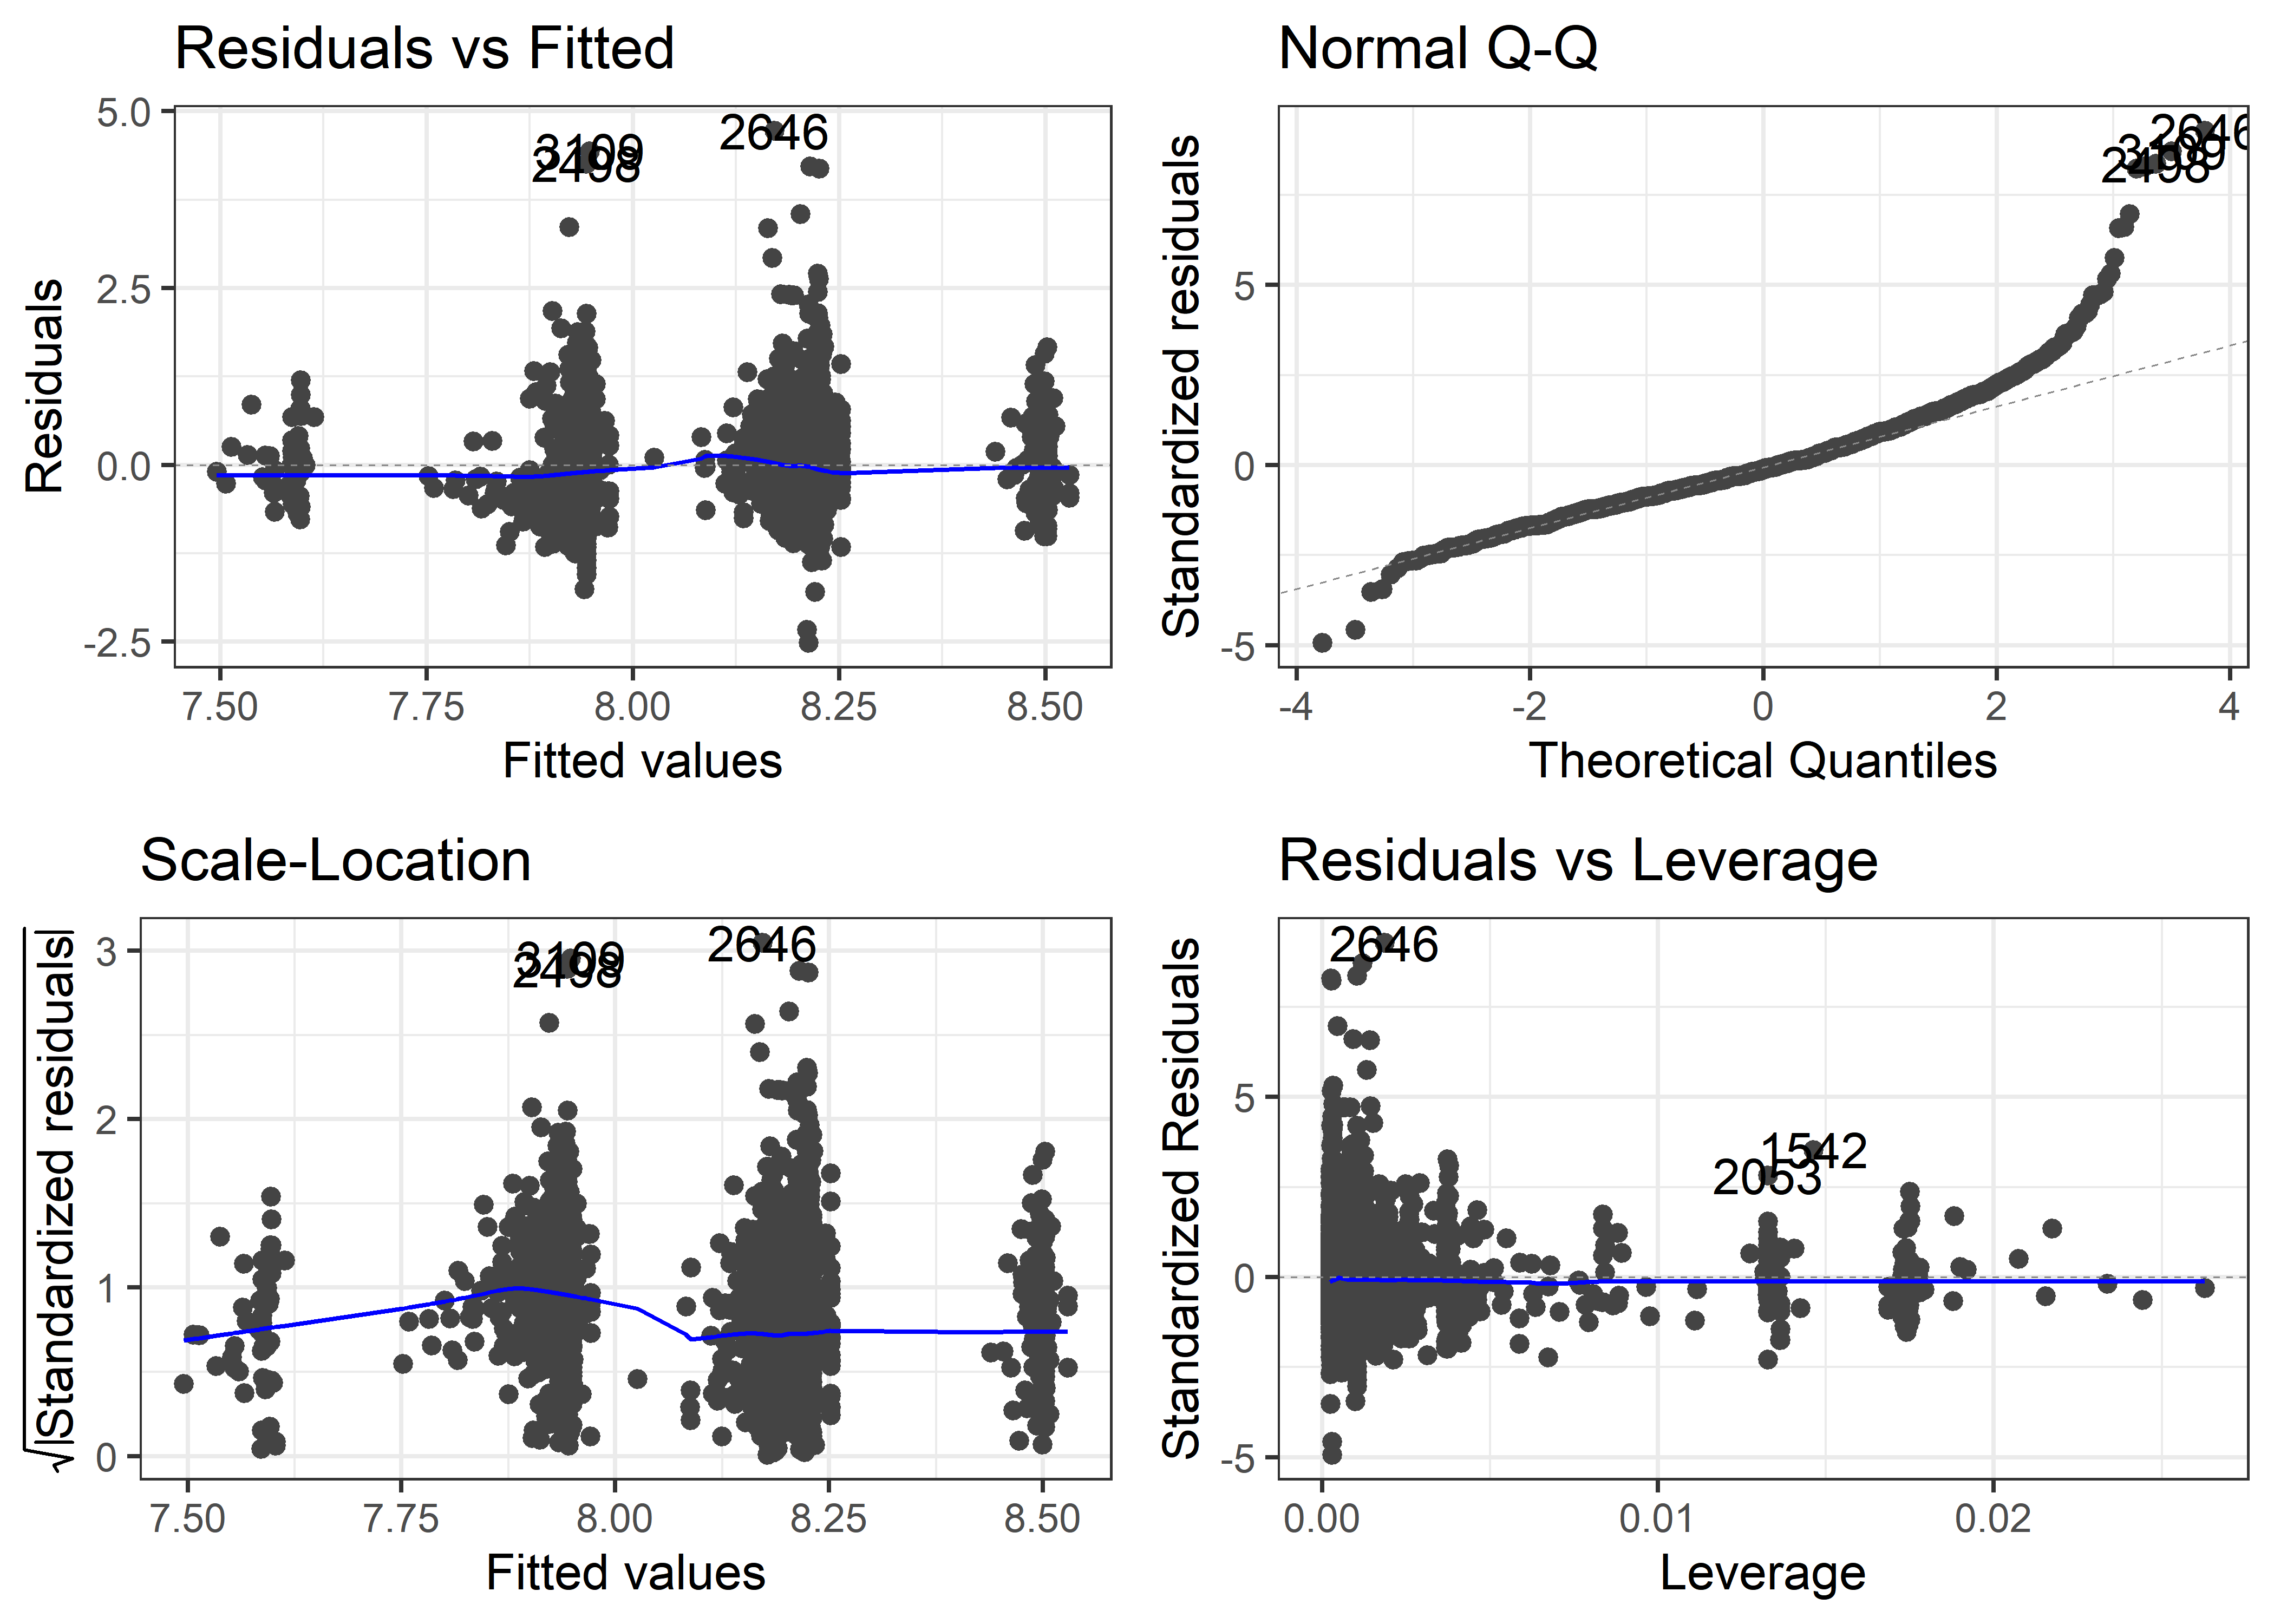 Residuals vs Fitted
5.0
2.5
0.0
-2.5
Residuals
3109
2498
2646
7.50 7.75 8.00 8.25 8.50
Fitted values
Normal Q-Q
5
0
-5
Standardized residuals
2646
3109
2498
-4 -2 0 2 4
Theoretical Quantiles
Scale-Location
3
2
1
0
√|Standardized residuals|
3109
2498
2646
7.50 7.75 8.00 8.25 8.50
Fitted values
Residuals vs Leverage
5
0
-5
Standardized Residuals
2646
1542
2053
0.00 0.01 0.02
Leverage